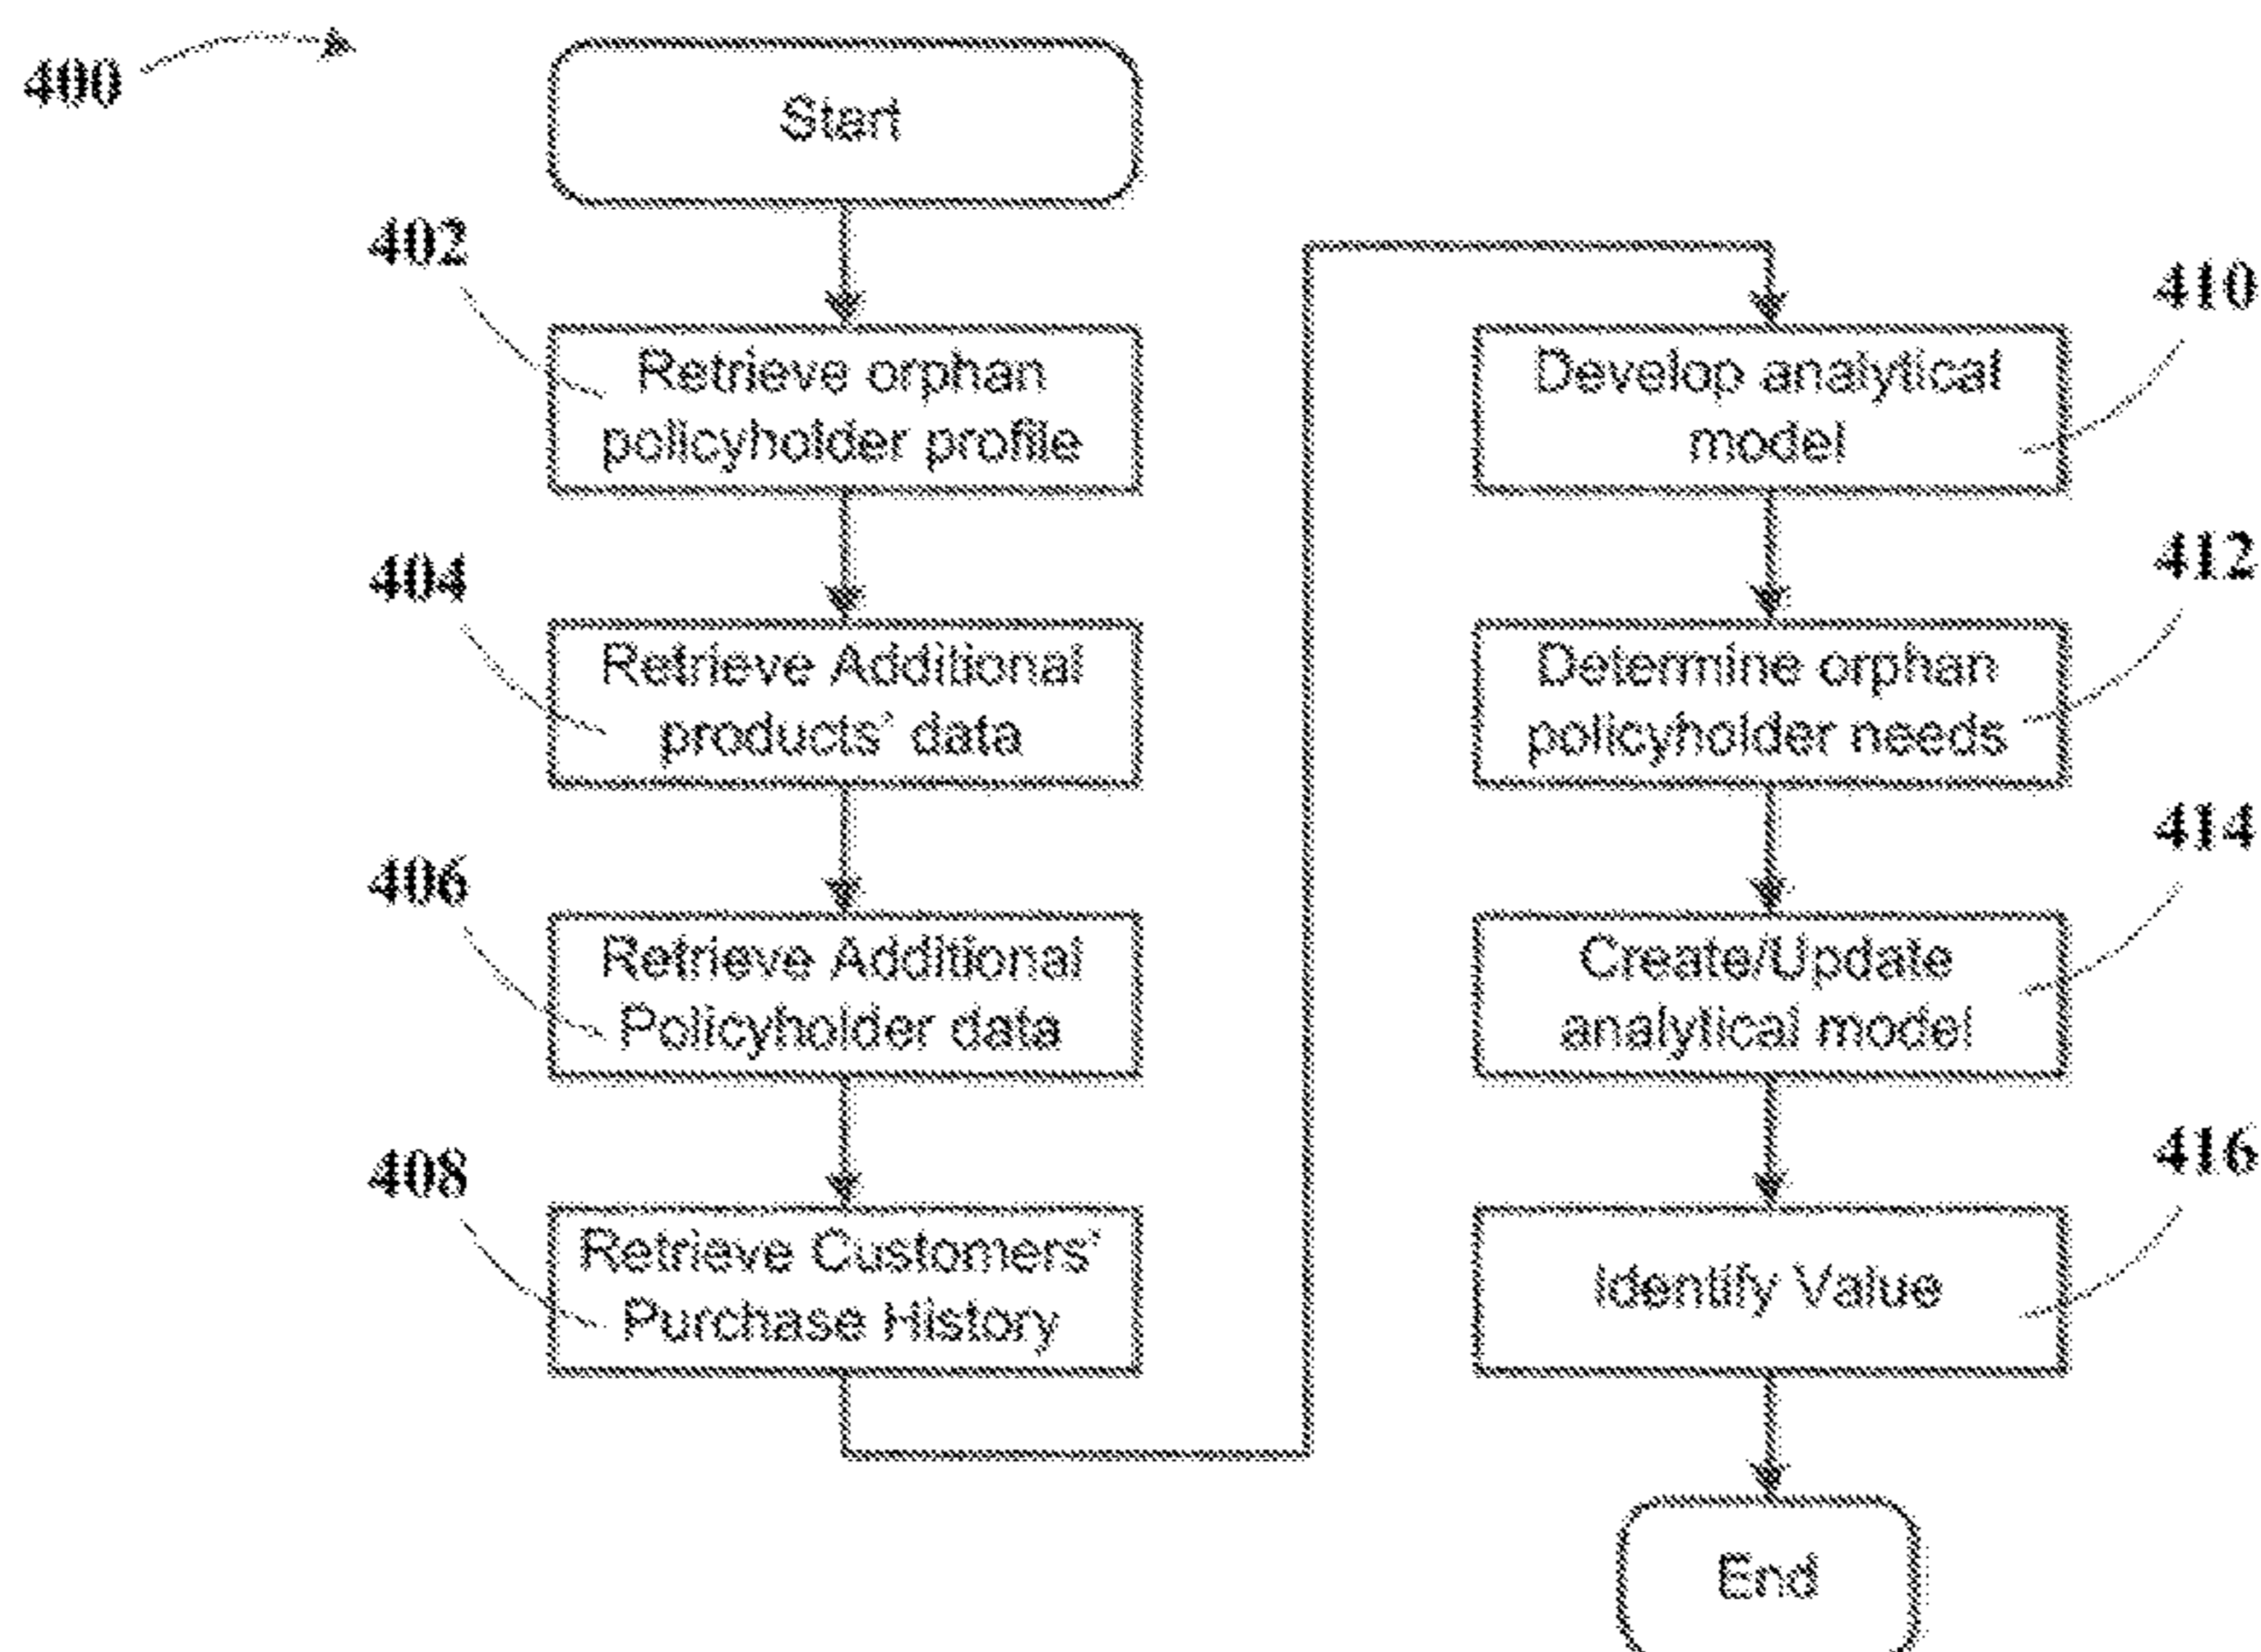 400
Start
402
Retrieve orphan
policyholder profile
404
Retrieve Additional
products' data
406
Retrieve Additional
Policyholder data
408
Retrieve Customers'
Purchase History
410
Develop analytical
model
412
Determine orphan
policyholder needs
414
Create/Update
analytical model
416
Identify Value
End